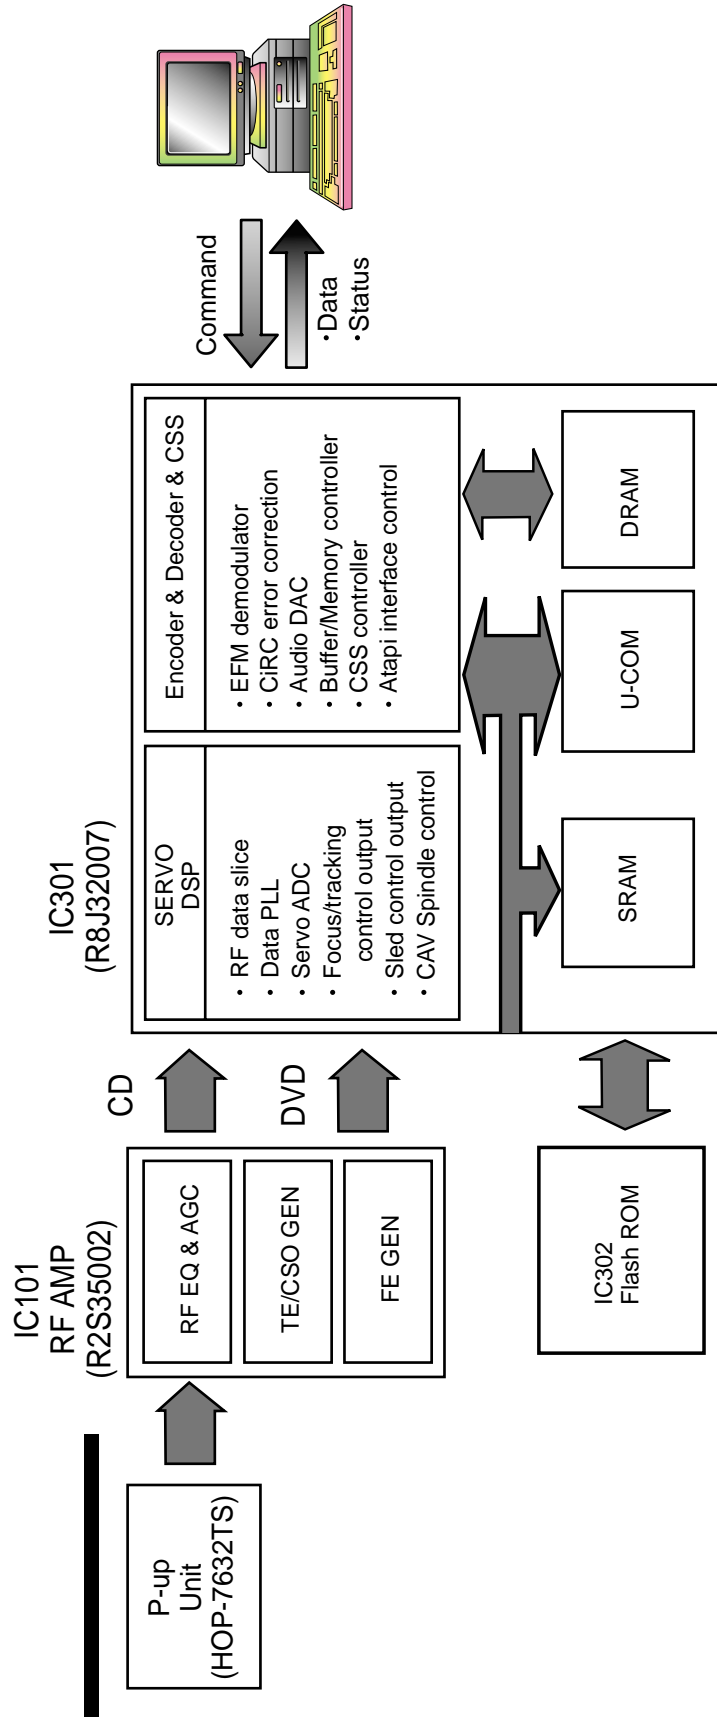 IC101
RF AMP
(R2S35002)
IC301
(R8J32007)
P-up
Unit
(HOP-7632TS)
RF EQ & AGC
TE/CSO GEN
FE GEN
CD
DVD
SERVO
DSP
• RF data slice
• Data PLL
• Servo ADC
• Focus/tracking
control output
• Sled control output
• CAV Spindle control
Encoder & Decoder & CSS
• EFM demodulator
• CiRC error correction
• Audio DAC
• Buffer/Memory controller
• CSS controller
• Atapi interface control
Command
•Data
•Status
IC302
Flash ROM
SRAM
U-COM
DRAM